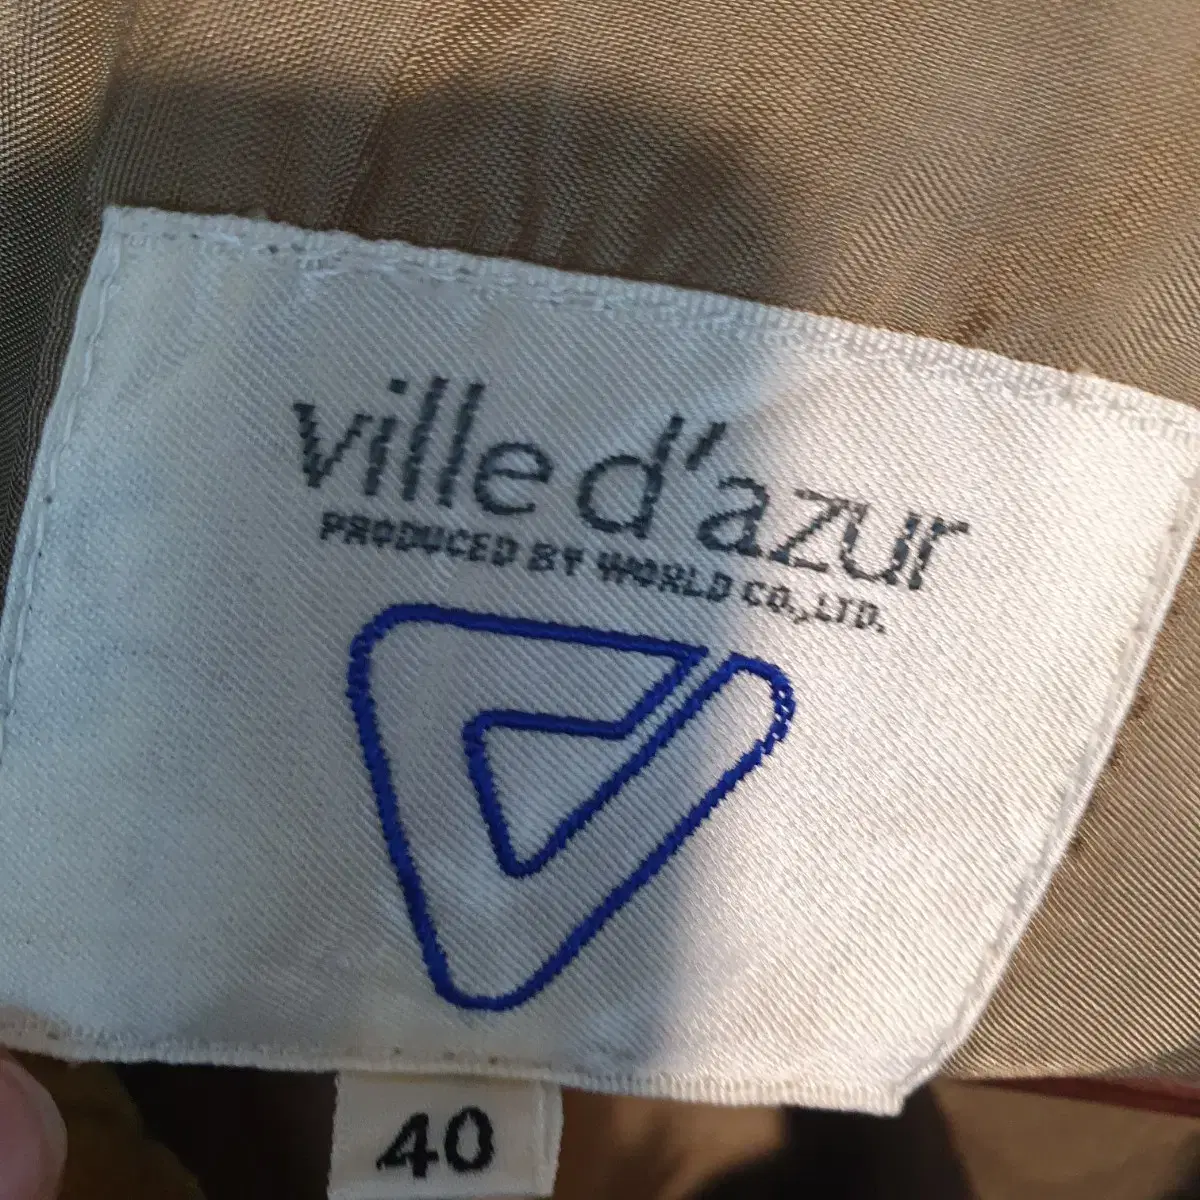 ville d'azur
PRODUCED BY WORLD CO.,LTD.
40